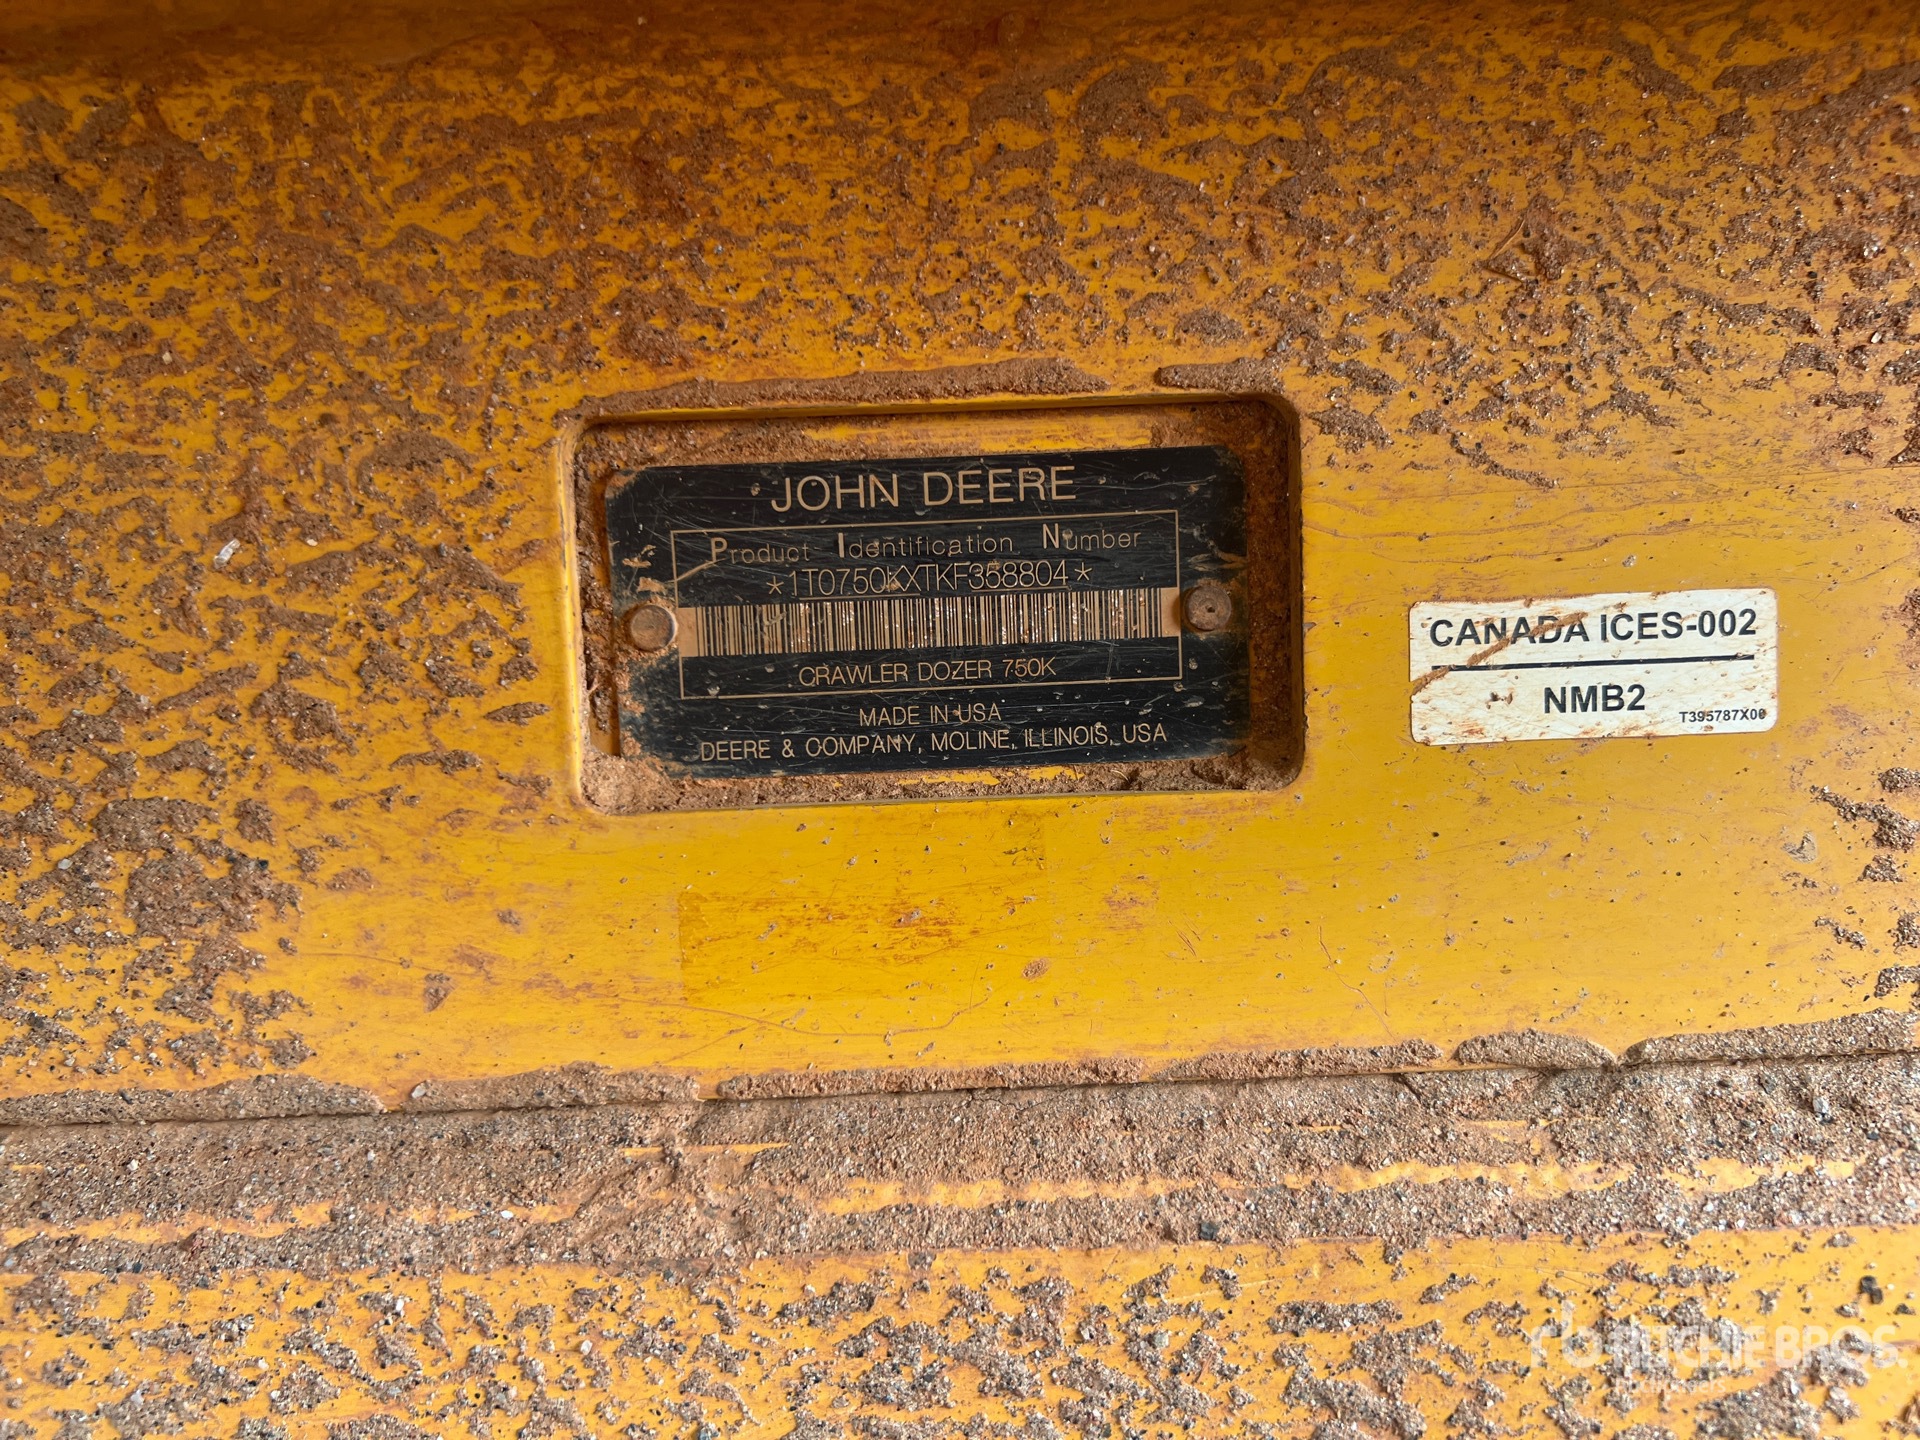 JOHN DEERE
Product Identification Number
*1T0750KXTKF358804*
CRAWLER DOZER 750K
MADE IN USA
DEERE & COMPANY, MOLINE, ILLINOIS, USA
CANADA ICES-002
NMB2
T395787X00
RITCHIE BROS.
Auctioneers